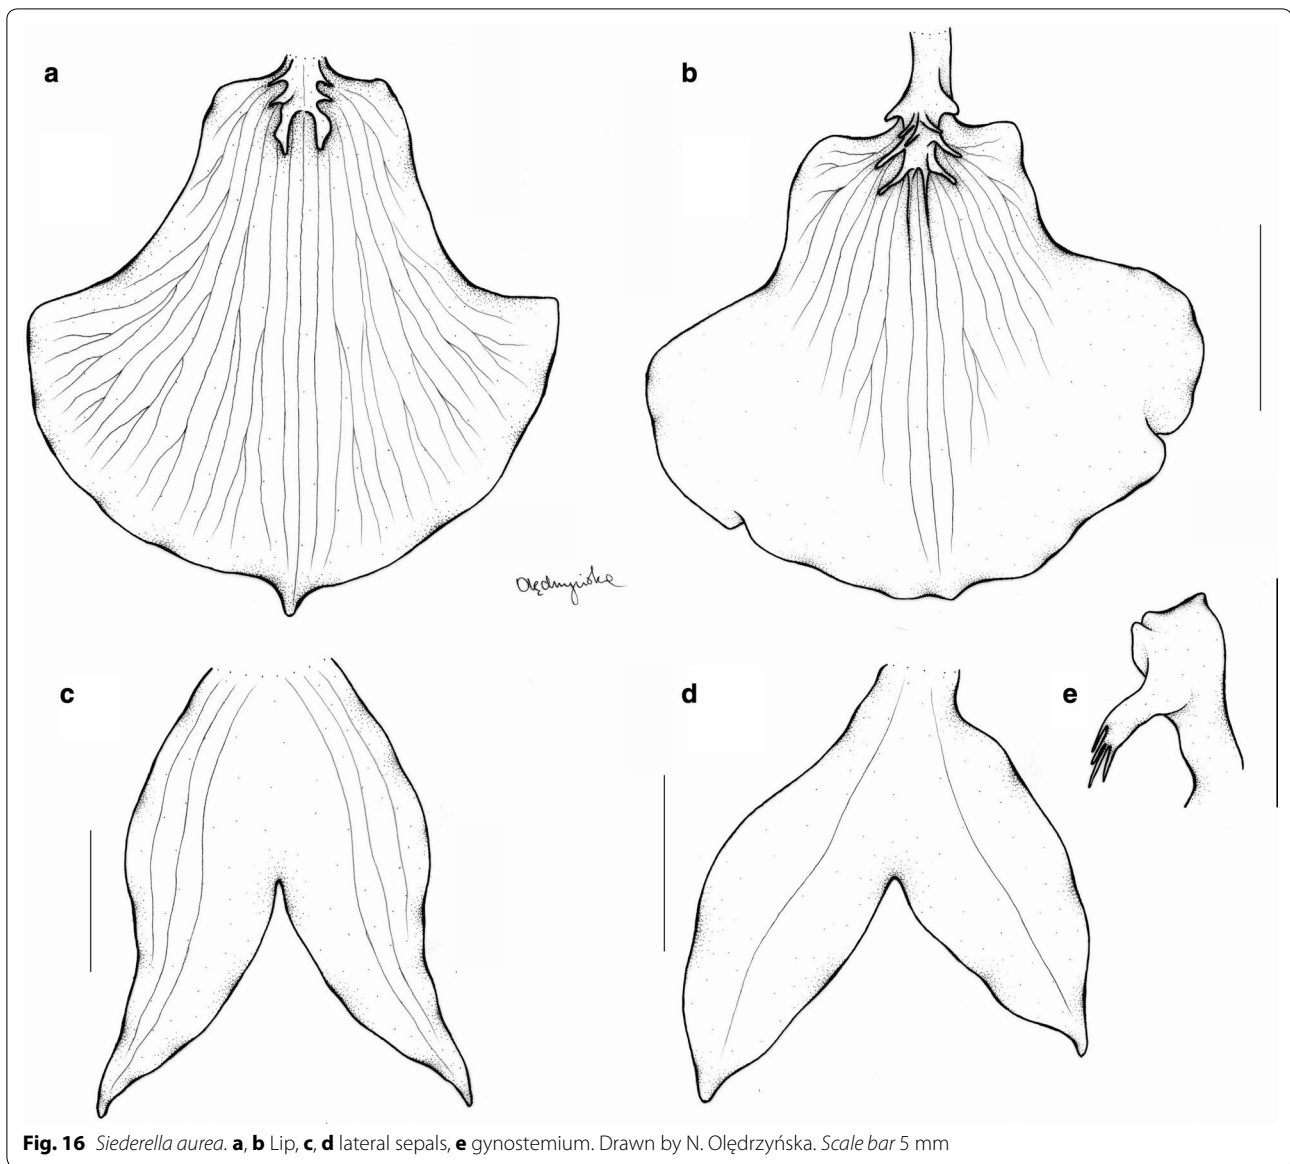 a
b
Olędrzyńska
c
d
e
Fig. 16 Siederella aurea. a, b Lip, c, d lateral sepals, e gynostemium. Drawn by N. Olędrzyńska. Scale bar 5 mm